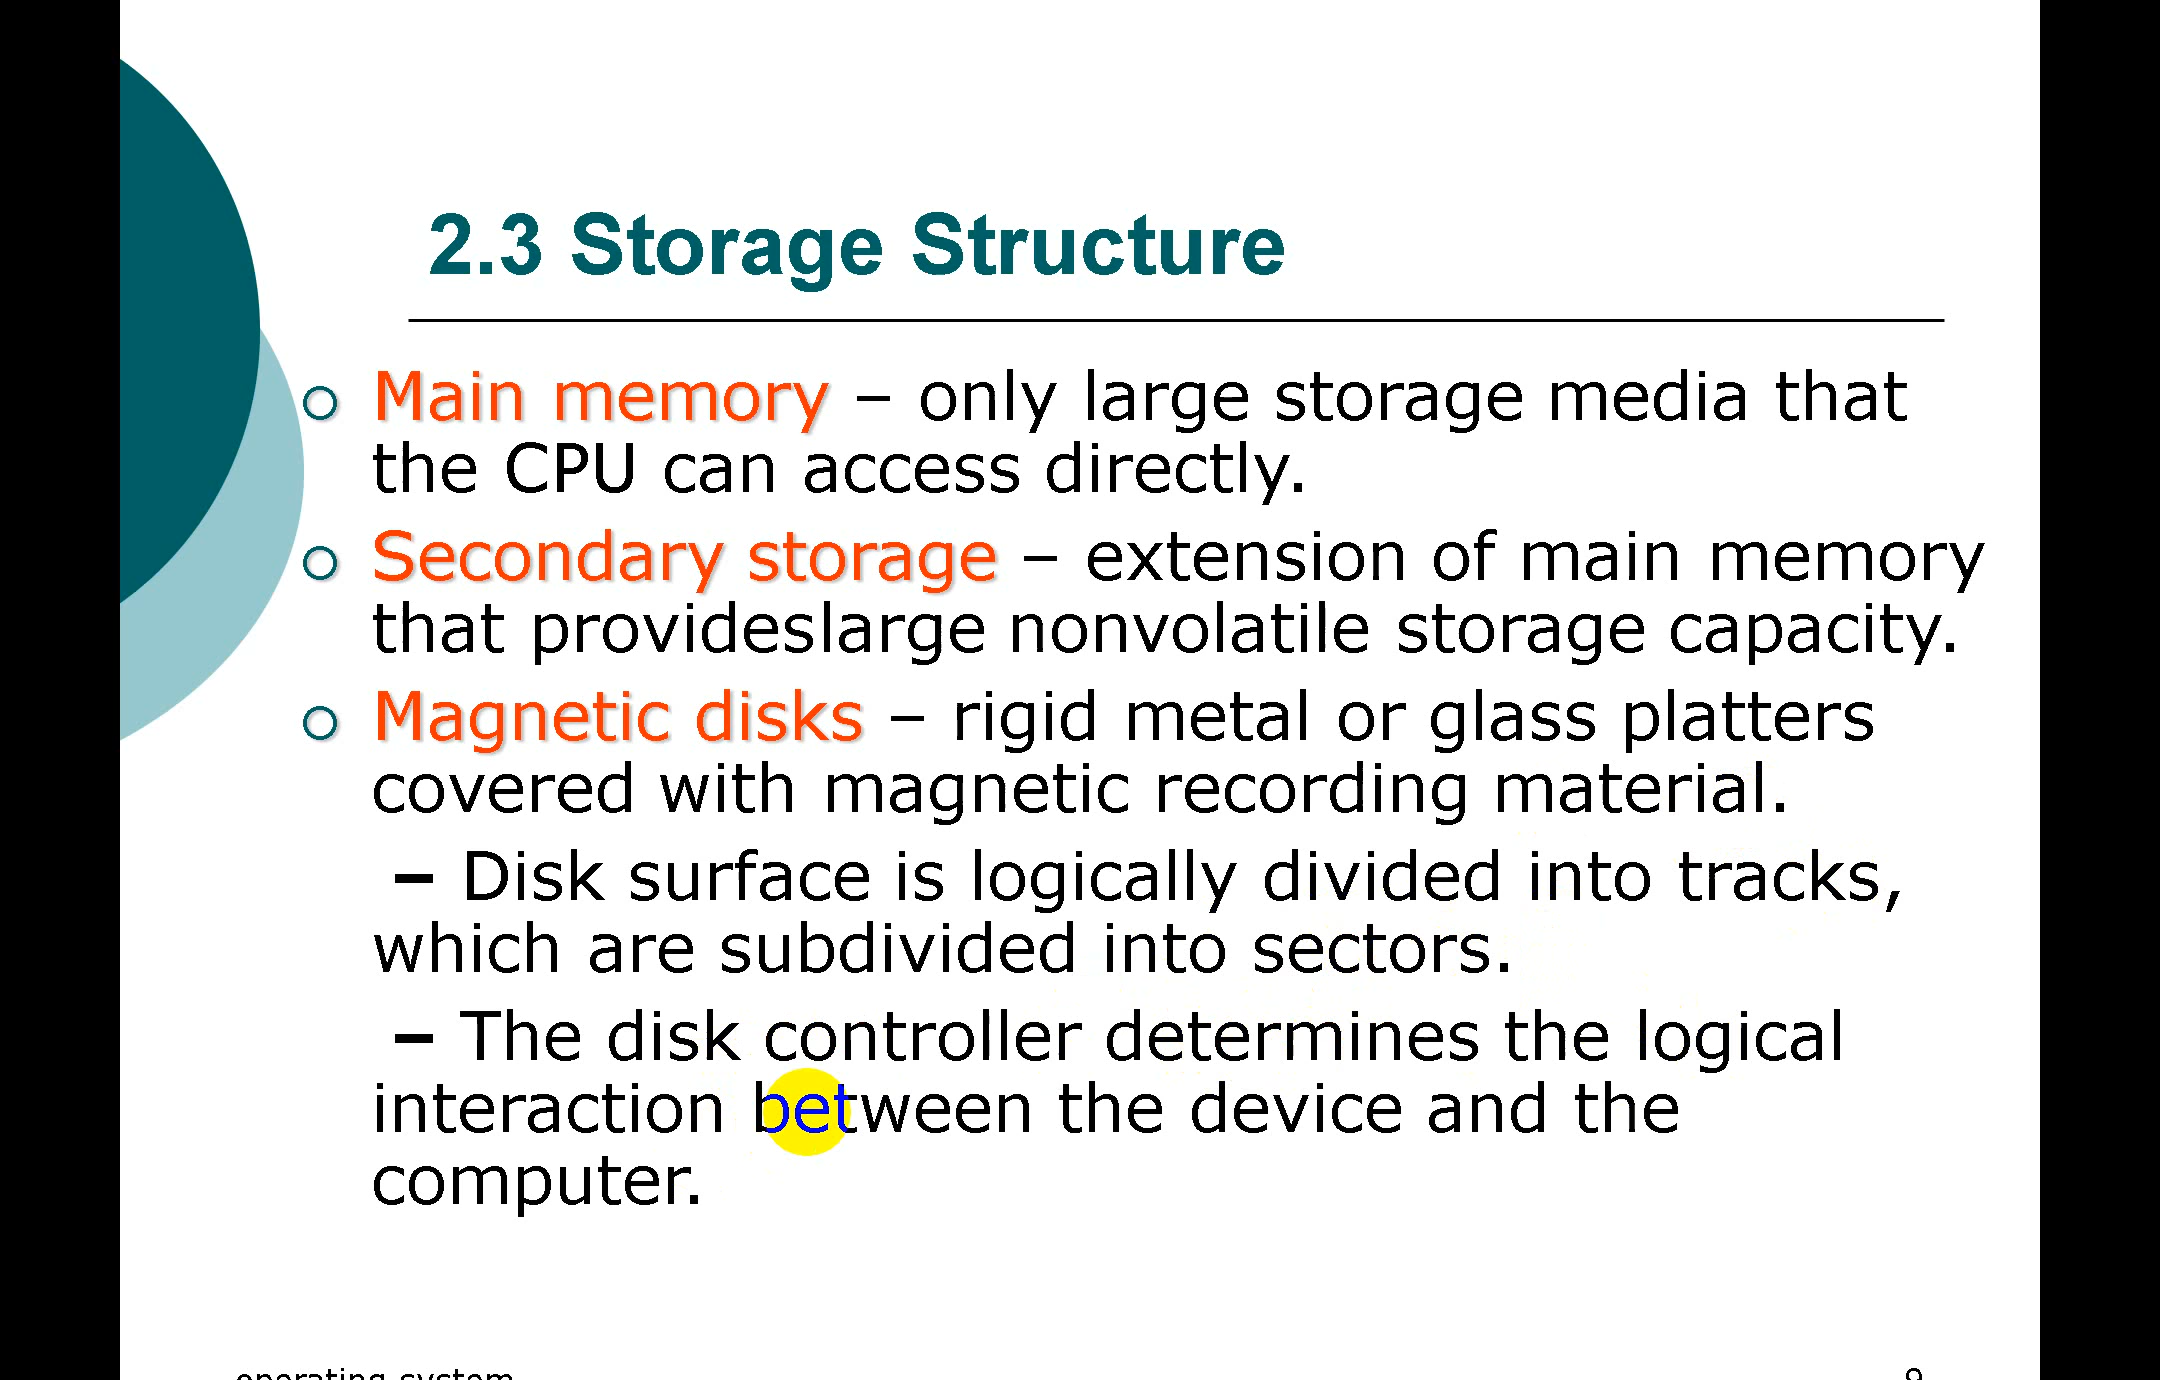 2.3 Storage Structure
Main memory – only large storage media that
the CPU can access directly.
Secondary storage – extension of main memory
that provideslarge nonvolatile storage capacity.
Magnetic disks – rigid metal or glass platters
covered with magnetic recording material.
– Disk surface is logically divided into tracks,
which are subdivided into sectors.
– The disk controller determines the logical
interaction between the device and the
computer.
operating system
9